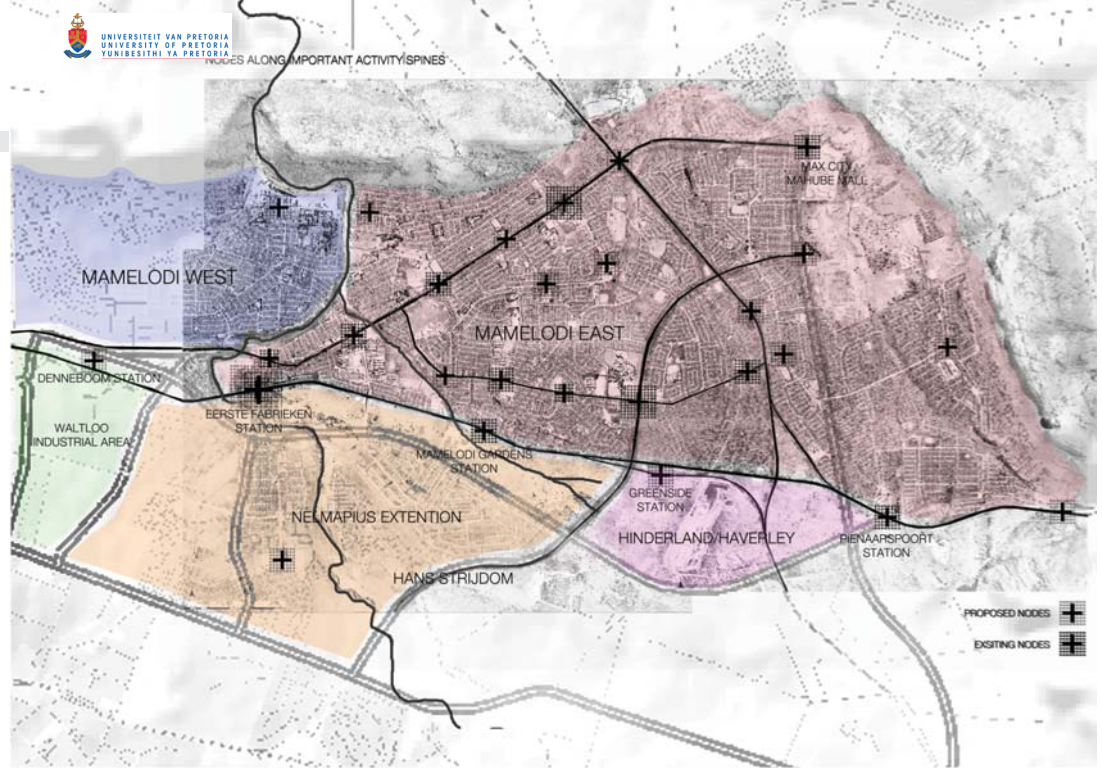 UNIVERSITEIT VAN PRETORIA
UNIVERSITY OF PRETORIA
YUNIBESITHI YA PRETORIA
NODES ALONG IMPORTANT ACTIVITY SPINES
MAX CITY
MAHUBE MALL
MAMELODI WEST
MAMELODI EAST
DENNEBOOM STATION
EERSTE FABRIEKEN
STATION
WALTLOO
INDUSTRIAL AREA
MAMELODI GARDENS
STATION
GREENSIDE
STATION
NELMAPIUS EXTENTION
HINDERLAND/HAVERLEY
PIENAARSPOORT
STATION
HANS STRIJDOM
PROPOSED NODES
EXSITING NODES